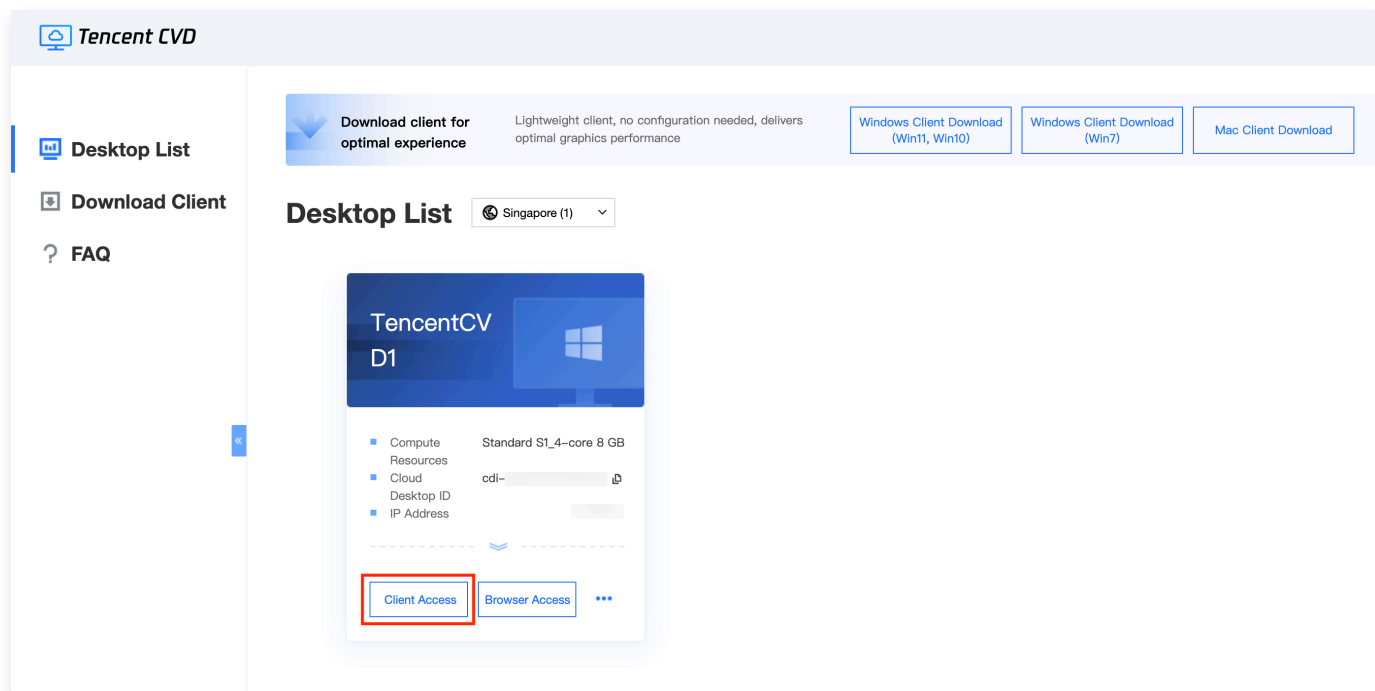 Tencent CVD
Desktop List
Download Client
? FAQ
Download client for
optimal experience
Lightweight client, no configuration needed, delivers
optimal graphics performance
Windows Client Download
(Win11, Win10)
Windows Client Download
(Win7)
Mac Client Download
Desktop List
Singapore (1)
TencentCV
D1
Compute
Resources
Standard S1_4-core 8 GB
Cloud
Desktop ID
cdi-
IP Address
Client Access
Browser Access